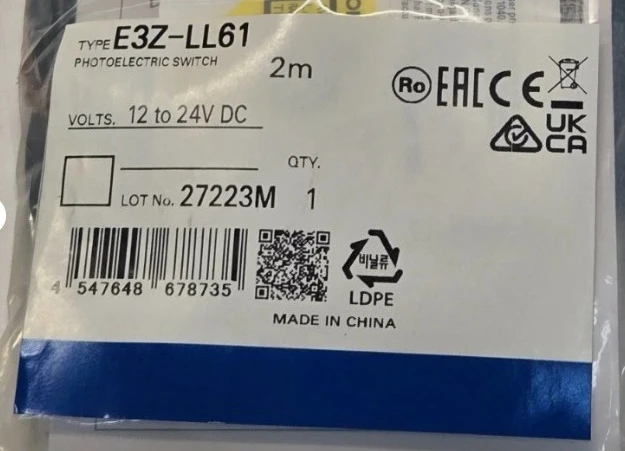 TYPE E3Z-LL61
PHOTOELECTRIC SWITCH
2m
Ro EAC CE
UK
CA
VOLTS. 12 to 24V DC
QTY.
LOT No. 27223M 1
4 547648 678735
비닐류
LDPE
MADE IN CHINA